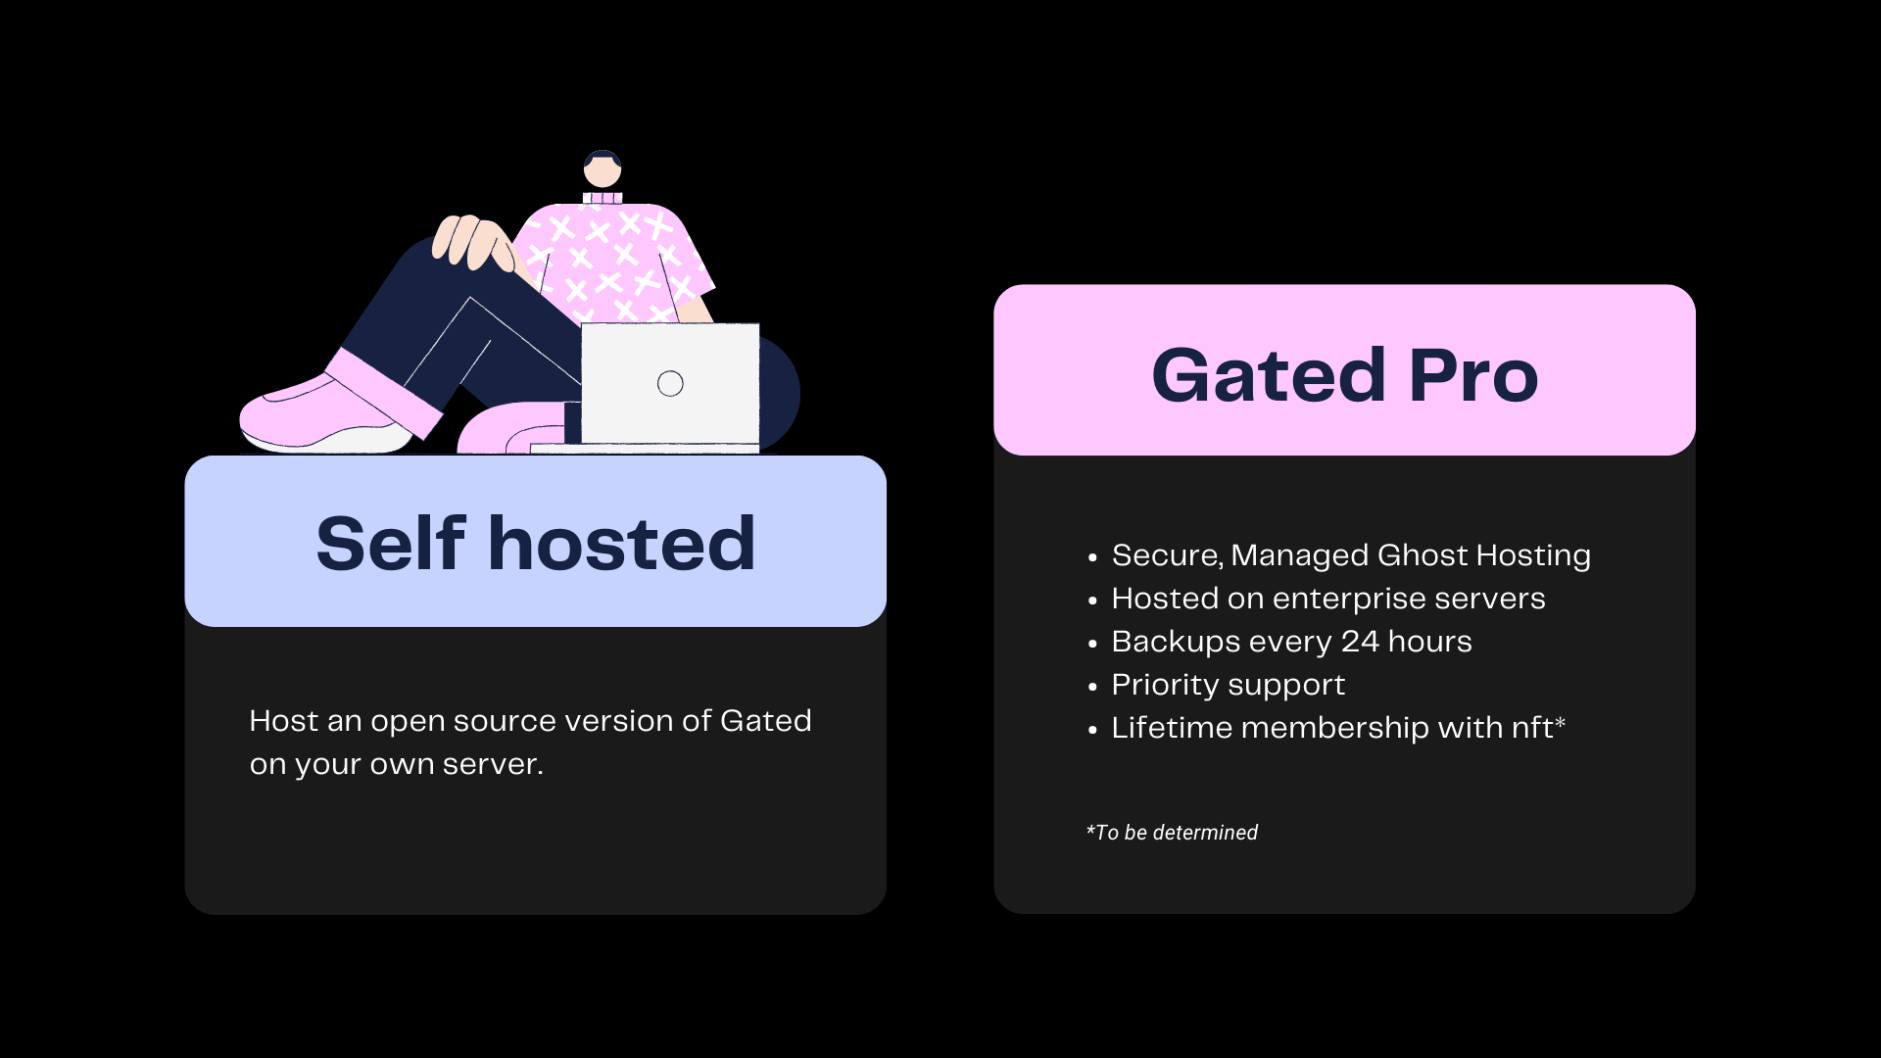 Self hosted
Host an open source version of Gated
on your own server.
Gated Pro
• Secure, Managed Ghost Hosting
• Hosted on enterprise servers
• Backups every 24 hours
• Priority support
• Lifetime membership with nft*
*To be determined